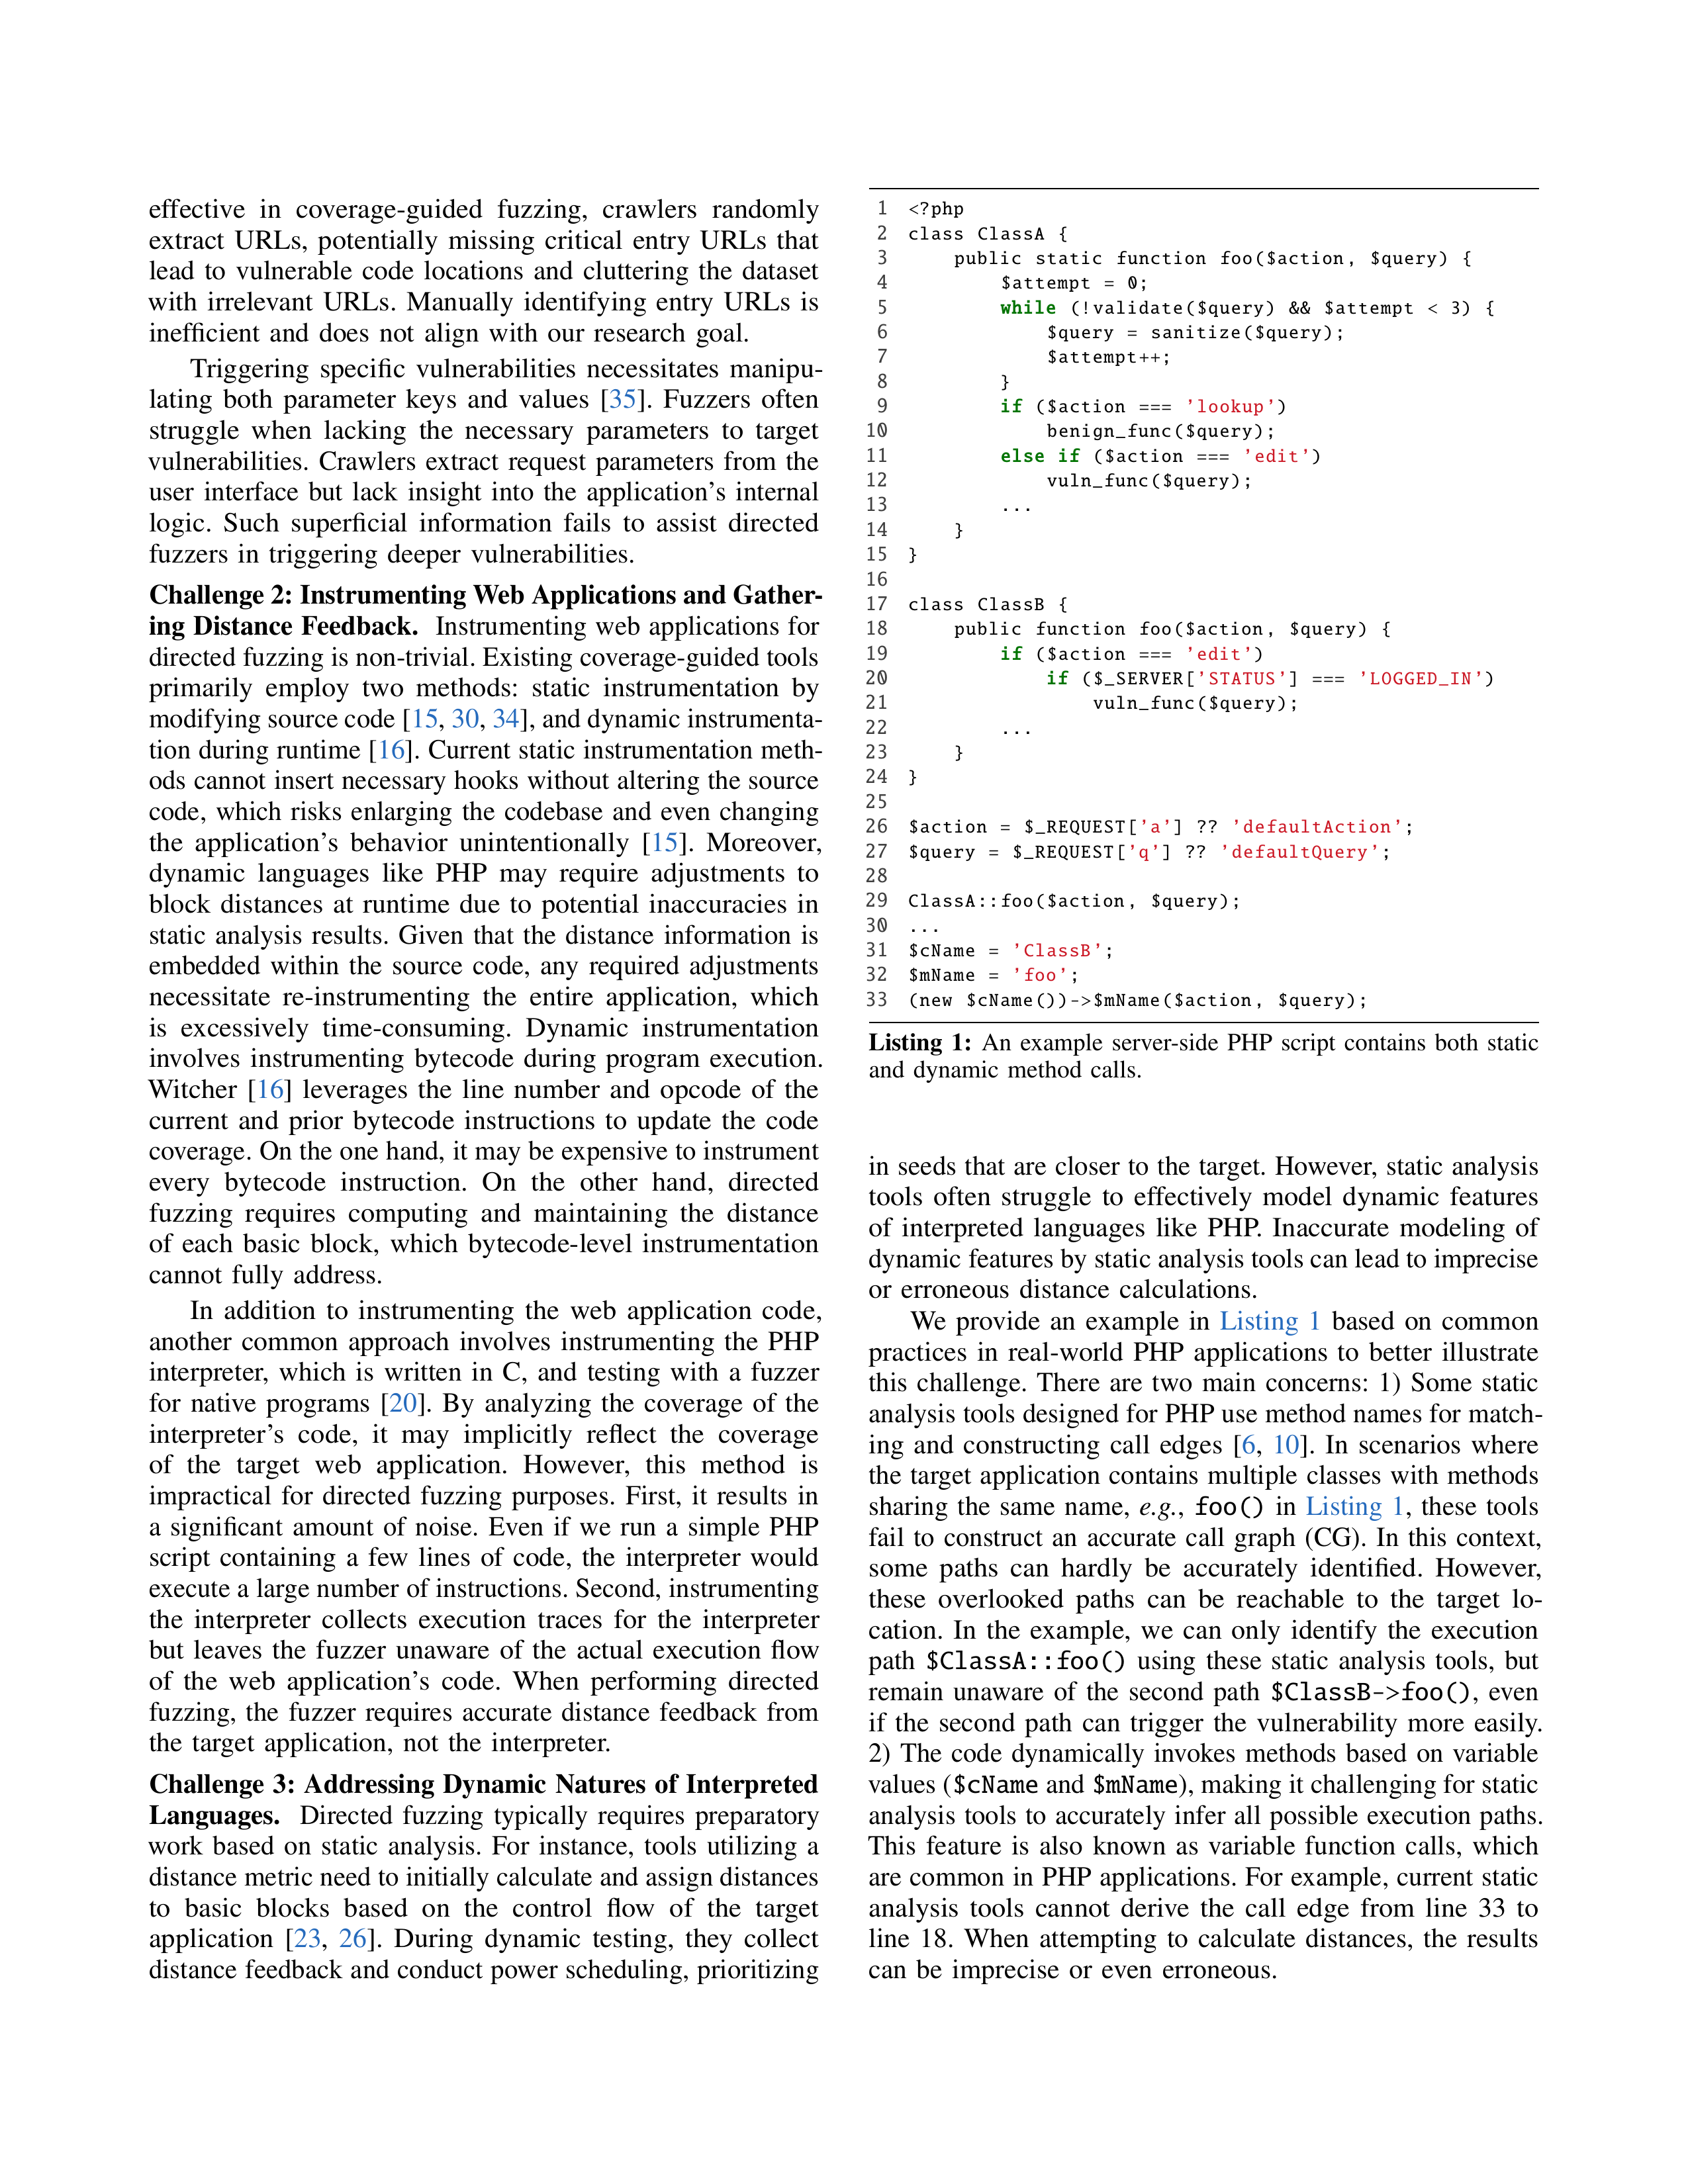 effective in coverage-guided fuzzing, crawlers randomly
extract URLs, potentially missing critical entry URLs that
lead to vulnerable code locations and cluttering the dataset
with irrelevant URLs. Manually identifying entry URLs is
inefficient and does not align with our research goal.
Triggering specific vulnerabilities necessitates manipu-
lating both parameter keys and values [35]. Fuzzers often
struggle when lacking the necessary parameters to target
vulnerabilities. Crawlers extract request parameters from the
user interface but lack insight into the application's internal
logic. Such superficial information fails to assist directed
fuzzers in triggering deeper vulnerabilities.
Challenge 2: Instrumenting Web Applications and Gather-
ing Distance Feedback. Instrumenting web applications for
directed fuzzing is non-trivial. Existing coverage-guided tools
primarily employ two methods: static instrumentation by
modifying source code [15, 30, 34], and dynamic instrumenta-
tion during runtime [16]. Current static instrumentation meth-
ods cannot insert necessary hooks without altering the source
code, which risks enlarging the codebase and even changing
the application's behavior unintentionally [15]. Moreover,
dynamic languages like PHP may require adjustments to
block distances at runtime due to potential inaccuracies in
static analysis results. Given that the distance information is
embedded within the source code, any required adjustments
necessitate re-instrumenting the entire application, which
is excessively time-consuming. Dynamic instrumentation
involves instrumenting bytecode during program execution.
Witcher [16] leverages the line number and opcode of the
current and prior bytecode instructions to update the code
coverage. On the one hand, it may be expensive to instrument
every bytecode instruction. On the other hand, directed
fuzzing requires computing and maintaining the distance
of each basic block, which bytecode-level instrumentation
cannot fully address.
In addition to instrumenting the web application code,
another common approach involves instrumenting the PHP
interpreter, which is written in C, and testing with a fuzzer
for native programs [20]. By analyzing the coverage of the
interpreter's code, it may implicitly reflect the coverage
of the target web application. However, this method is
impractical for directed fuzzing purposes. First, it results in
a significant amount of noise. Even if we run a simple PHP
script containing a few lines of code, the interpreter would
execute a large number of instructions. Second, instrumenting
the interpreter collects execution traces for the interpreter
but leaves the fuzzer unaware of the actual execution flow
of the web application's code. When performing directed
fuzzing, the fuzzer requires accurate distance feedback from
the target application, not the interpreter.
Challenge 3: Addressing Dynamic Natures of Interpreted
Languages. Directed fuzzing typically requires preparatory
work based on static analysis. For instance, tools utilizing a
distance metric need to initially calculate and assign distances
to basic blocks based on the control flow of the target
application [23, 26]. During dynamic testing, they collect
distance feedback and conduct power scheduling, prioritizing
1 <?php
2 class ClassA {
3 public static function foo($action, $query) {
4 $attempt = 0;
5 while (!validate($query) && $attempt < 3) {
6 $query = sanitize($query);
7 $attempt++;
8 }
9 if ($action === 'lookup')
10 benign_func($query);
11 else if ($action === 'edit')
12 vuln_func($query);
13 ...
14 }
15 }
16
17 class ClassB {
18 public function foo($action, $query) {
19 if ($action === 'edit')
20 if ($_SERVER['STATUS'] === 'LOGGED_IN')
21 vuln_func($query);
22 ...
23 }
24 }
25
26 $action = $_REQUEST['a'] ?? 'defaultAction';
27 $query = $_REQUEST['q'] ?? 'defaultQuery';
28
29 ClassA::foo($action, $query);
30 ...
31 $cName = 'ClassB';
32 $mName = 'foo';
33 (new $cName())->$mName($action, $query);
Listing 1: An example server-side PHP script contains both static
and dynamic method calls.
in seeds that are closer to the target. However, static analysis
tools often struggle to effectively model dynamic features
of interpreted languages like PHP. Inaccurate modeling of
dynamic features by static analysis tools can lead to imprecise
or erroneous distance calculations.
We provide an example in Listing 1 based on common
practices in real-world PHP applications to better illustrate
this challenge. There are two main concerns: 1) Some static
analysis tools designed for PHP use method names for match-
ing and constructing call edges [6, 10]. In scenarios where
the target application contains multiple classes with methods
sharing the same name, e.g., foo() in Listing 1, these tools
fail to construct an accurate call graph (CG). In this context,
some paths can hardly be accurately identified. However,
these overlooked paths can be reachable to the target lo-
cation. In the example, we can only identify the execution
path $ClassA::foo() using these static analysis tools, but
remain unaware of the second path $ClassB->foo(), even
if the second path can trigger the vulnerability more easily.
2) The code dynamically invokes methods based on variable
values ($cName and $mName), making it challenging for static
analysis tools to accurately infer all possible execution paths.
This feature is also known as variable function calls, which
are common in PHP applications. For example, current static
analysis tools cannot derive the call edge from line 33 to
line 18. When attempting to calculate distances, the results
can be imprecise or even erroneous.